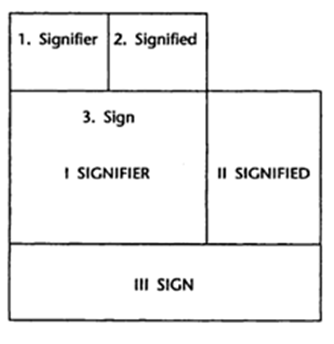 1. Signifier 2. Signified
3. Sign
I SIGNIFIER II SIGNIFIED
III SIGN